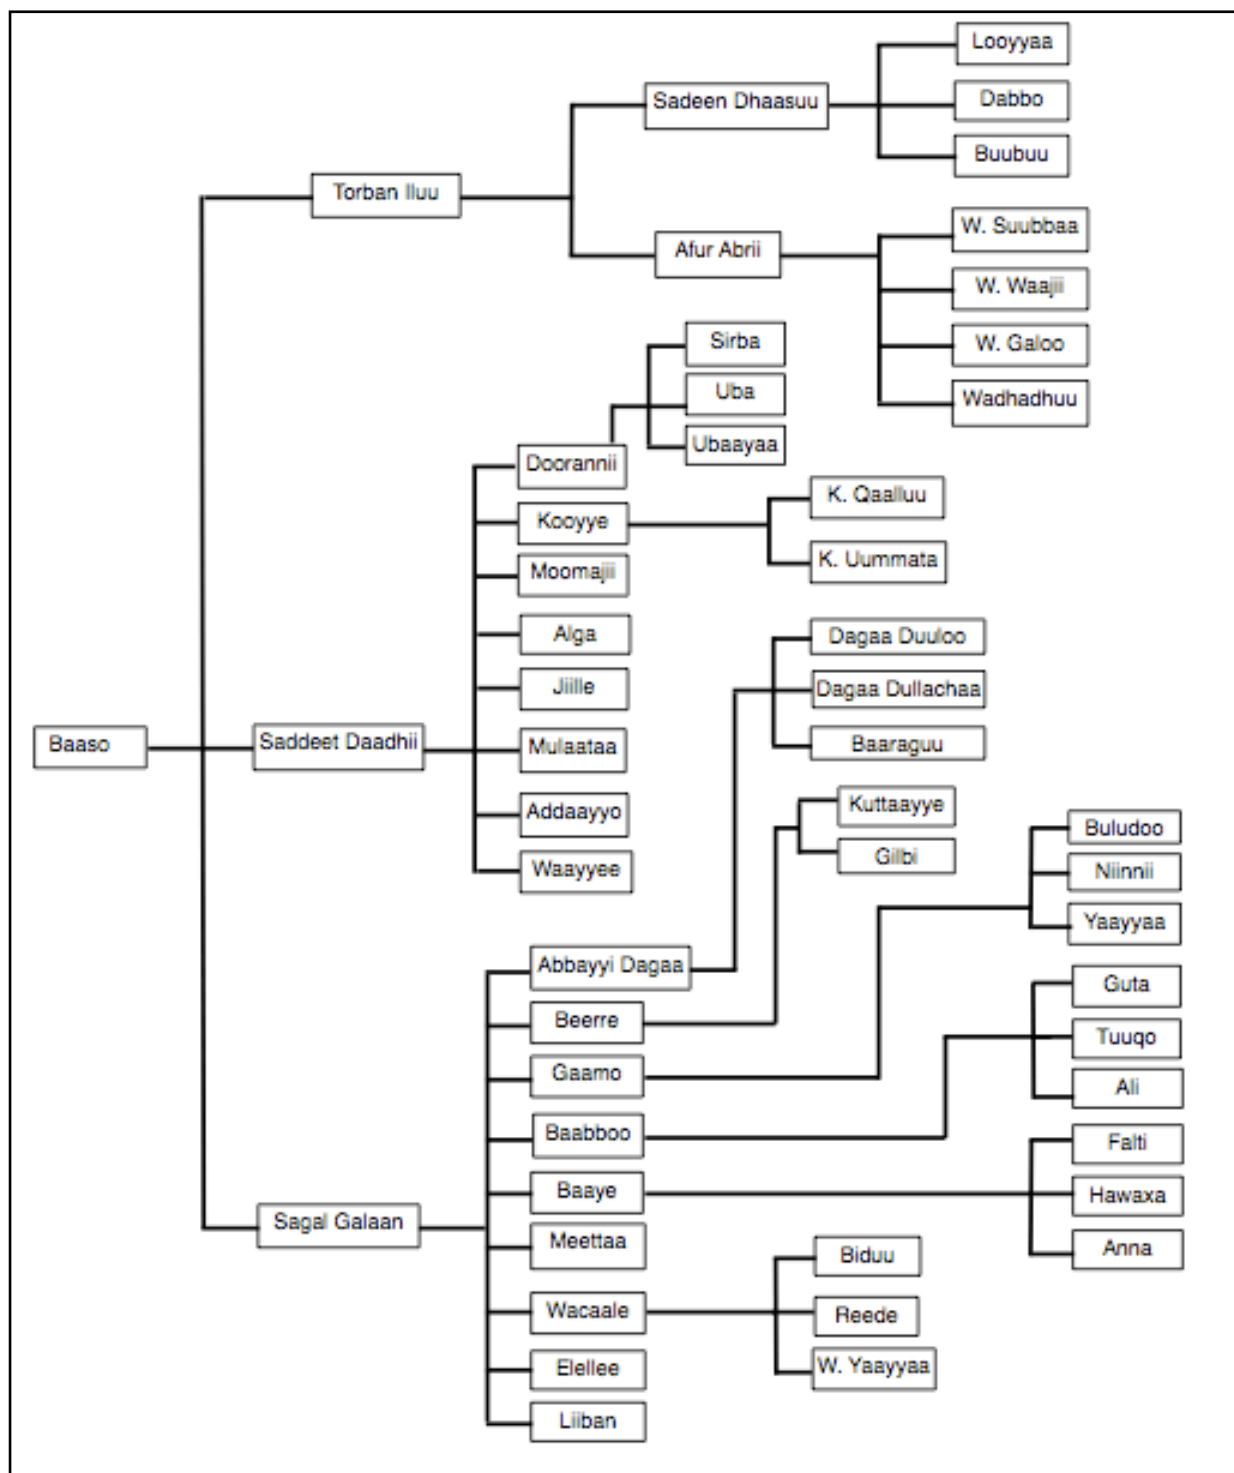 Looyyaa
Sadeen Dhaasuu
Dabbo
Buubuu
Torban Iluu
W. Suubbaa
Afur Abrii
W. Waajii
W. Galoo
Wadhadhuu
Sirba
Uba
Ubaayaa
Doorannii
K. Qaalluu
Kooyye
K. Uummata
Moomajii
Alga
Dagaa Duuloo
Jiille
Dagaa Dullachaa
Baaso
Saddeet Daadhii
Mulaataa
Baaraguu
Addaayyo
Kuttaayye
Waayyee
Gilbi
Buludoo
Niinnii
Yaayyaa
Abbayyi Dagaa
Guta
Beerre
Tuuqo
Gaamo
Ali
Baabboo
Falti
Baaye
Hawaxa
Sagal Galaan
Meettaa
Anna
Biduu
Wacaale
Reede
Elellee
W. Yaayyaa
Liiban